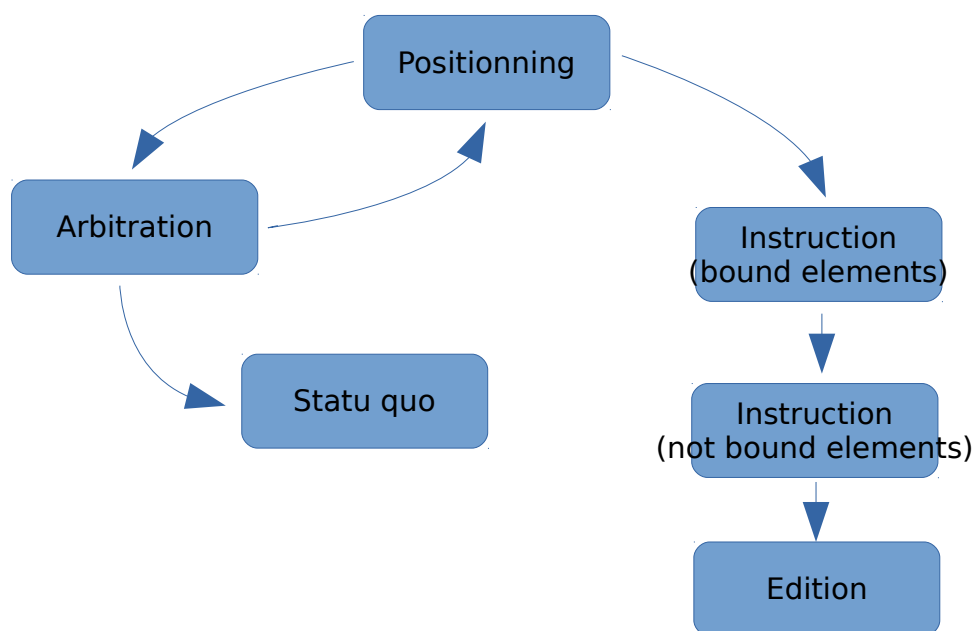 Positionning
Arbitration
Instruction
(bound elements)
Statu quo
Instruction
(not bound elements)
Edition